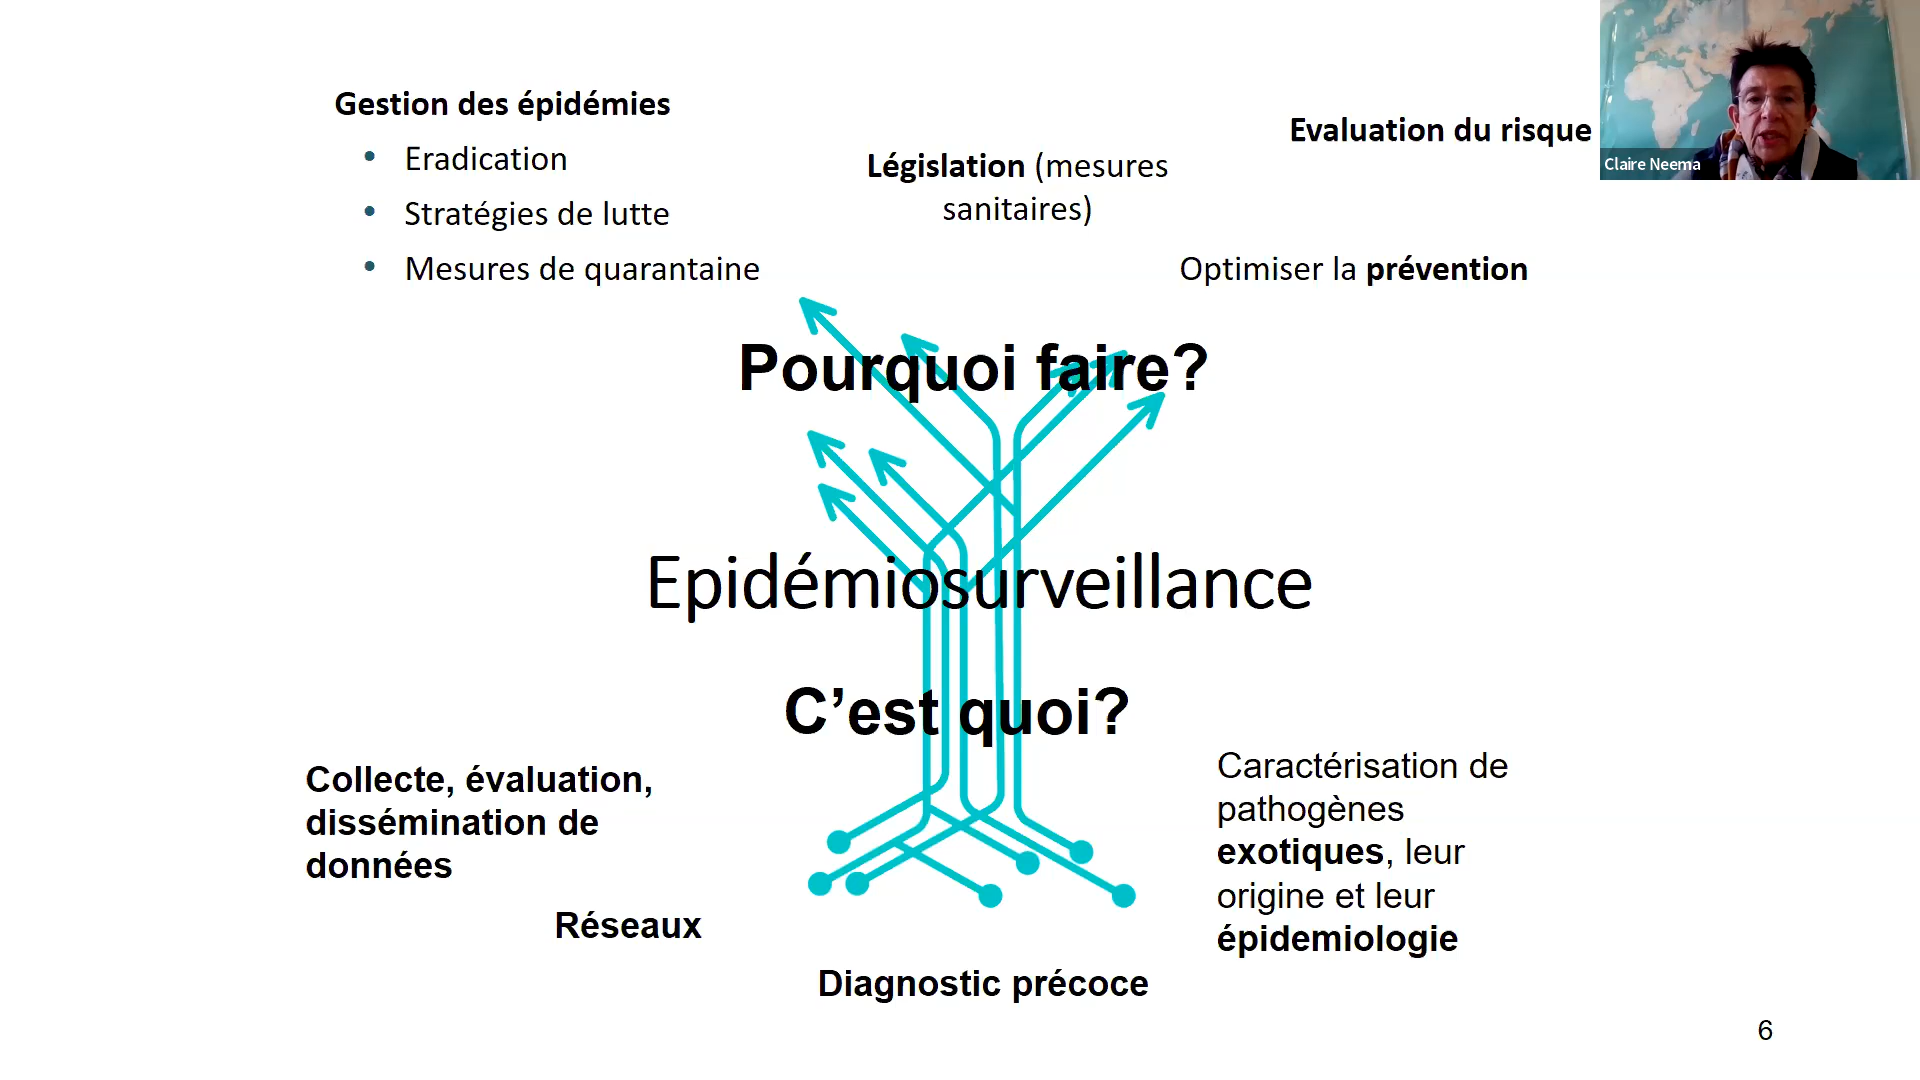 Gestion des épidémies
• Eradication
• Stratégies de lutte
• Mesures de quarantaine
Législation (mesures
sanitaires)
Evaluation du risque
Claire Neema
Optimiser la prévention
Pourquoi faire?
Epidémiosurveillance
C’est quoi?
Collecte, évaluation,
dissémination de
données
Réseaux
Diagnostic précoce
Caractérisation de
pathogènes
exotiques, leur
origine et leur
épidemiologie
6